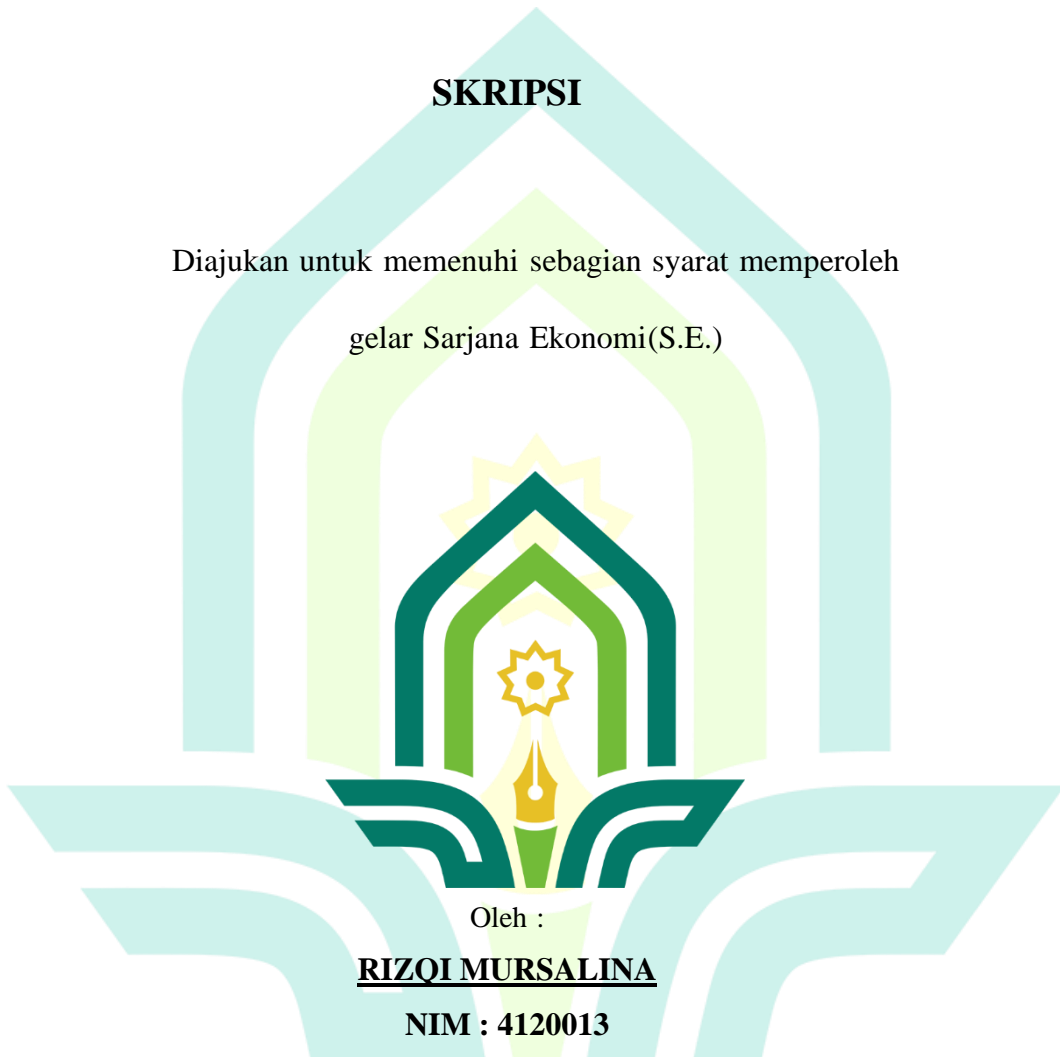 SKRIPSI
Diajukan untuk memenuhi sebagian syarat memperoleh
gelar Sarjana Ekonomi(S.E.)
Oleh :
RIZQI MURSALINA
NIM : 4120013